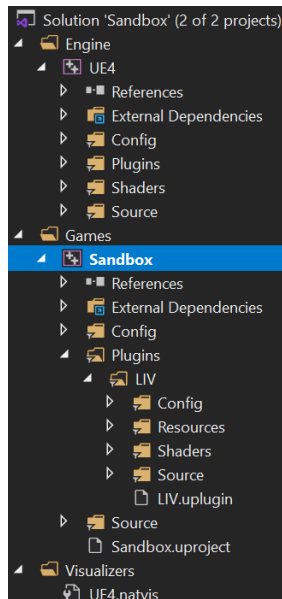 Solution 'Sandbox' (2 of 2 projects)
Engine
UE4
References
External Dependencies
Config
Plugins
Shaders
Source
Games
Sandbox
References
External Dependencies
Config
Plugins
LIV
Config
Resources
Shaders
Source
LIV.uplugin
Source
Sandbox.uproject
Visualizers
UE4.natvis